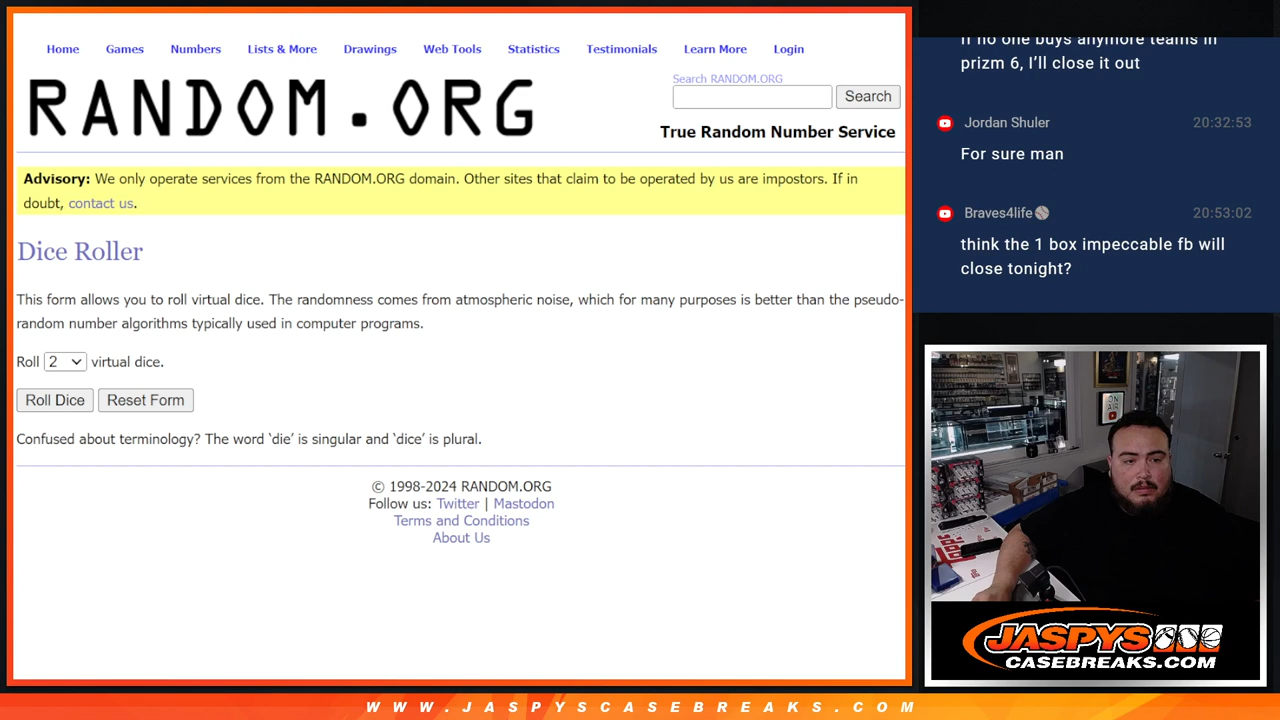 Home Games Numbers Lists & More Drawings Web Tools Statistics Testimonials Learn More Login
RANDOM.ORG
Search RANDOM.ORG
Search
True Random Number Service
Advisory: We only operate services from the RANDOM.ORG domain. Other sites that claim to be operated by us are impostors. If in
doubt, contact us.
Dice Roller
This form allows you to roll virtual dice. The randomness comes from atmospheric noise, which for many purposes is better than the pseudo-
random number algorithms typically used in computer programs.
Roll 2 virtual dice.
Roll Dice Reset Form
Confused about terminology? The word ‘die’ is singular and ‘dice’ is plural.
© 1998-2024 RANDOM.ORG
Follow us: Twitter | Mastodon
Terms and Conditions
About Us
If no one buys anymore teams in
prizm 6, I’ll close it out
Jordan Shuler 20:32:53
For sure man
Braves4life 20:53:02
think the 1 box impeccable fb will
close tonight?
ON
AIR
JASPYS
CASEBREAKS.COM
WWW.JASPYSCASEBREAKS.COM